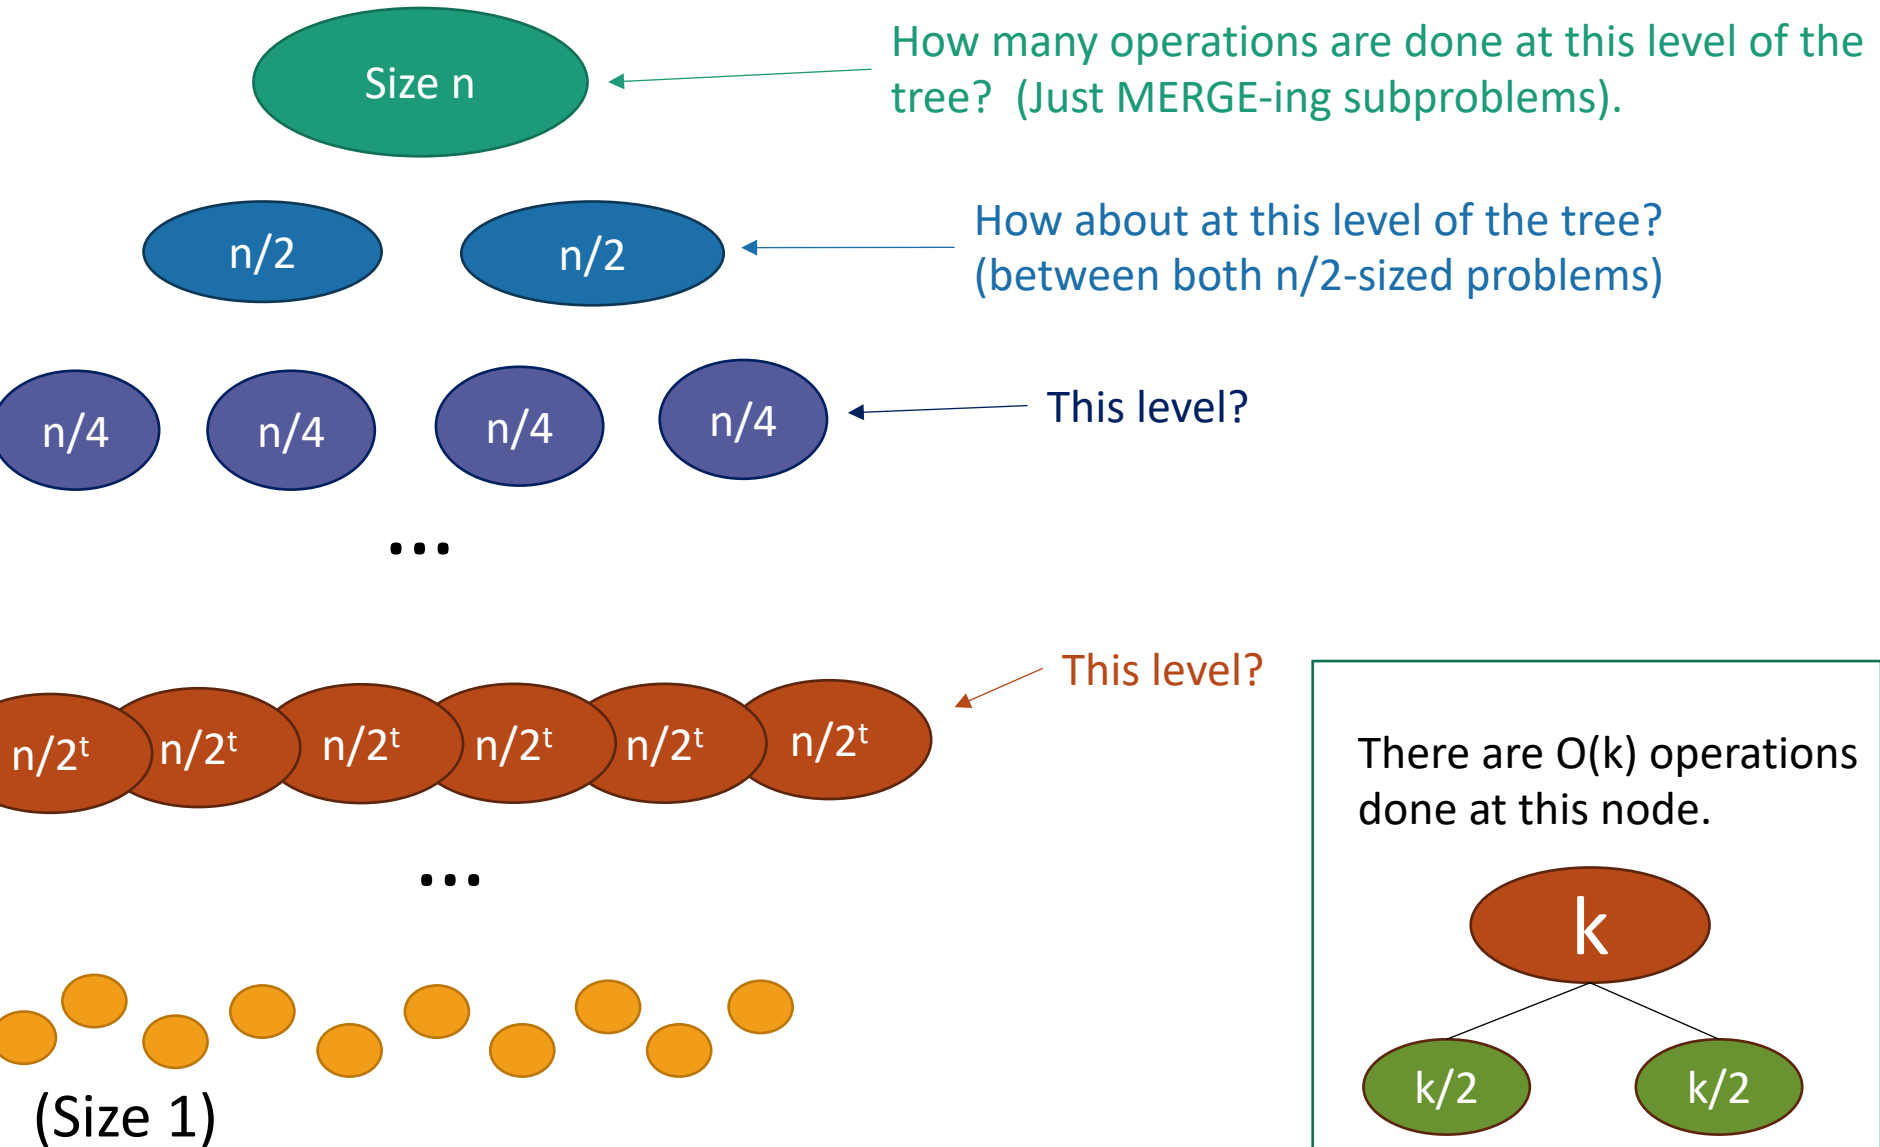 Size n
How many operations are done at this level of the
tree?  (Just MERGE-ing subproblems).
n/2
n/2
How about at this level of the tree?
(between both n/2-sized problems)
n/4
n/4
n/4
n/4
This level?
...
This level?
n/2ᵗ
n/2ᵗ
n/2ᵗ
n/2ᵗ
n/2ᵗ
n/2ᵗ
...
(Size 1)
There are O(k) operations
done at this node.
k
k/2
k/2